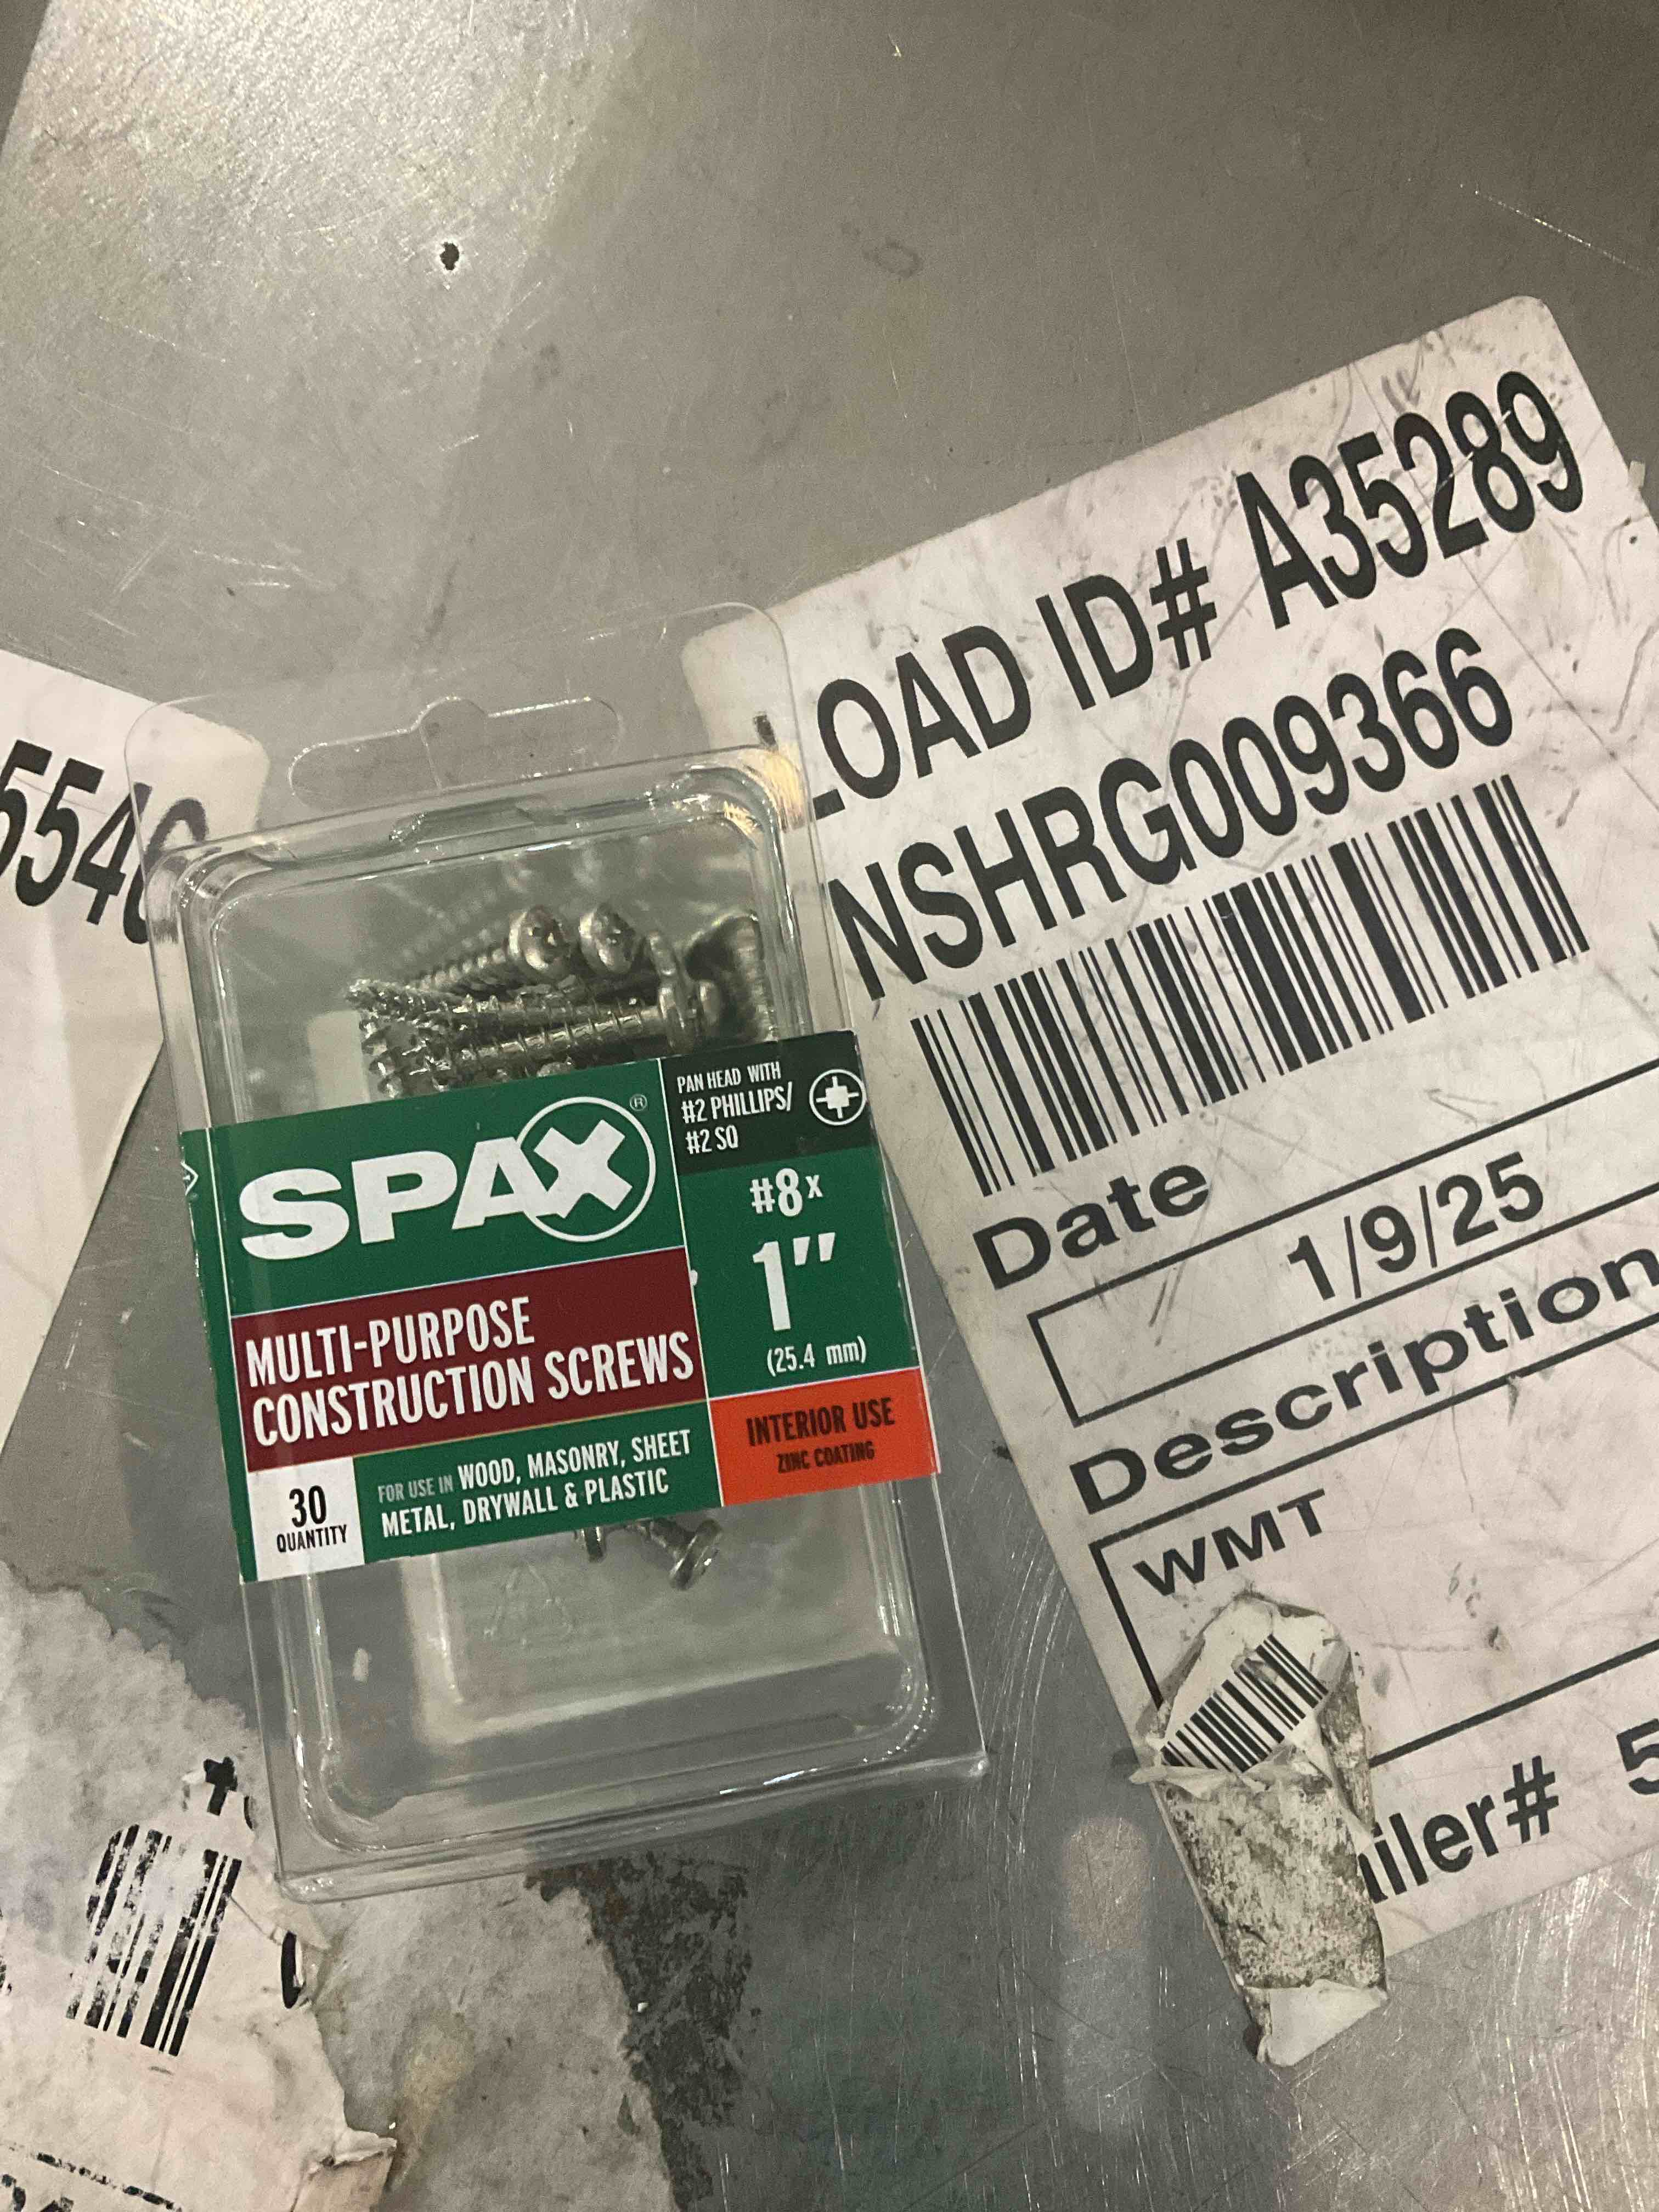 LOAD ID# A35289
NSHRG009366
Date
1/9/25
Description
WMT
SPAX®
PAN HEAD WITH
#2 PHILLIPS/
#2 SQ
#8x
1"
(25.4 mm)
MULTI-PURPOSE
CONSTRUCTION SCREWS
INTERIOR USE
ZINC COATING
30
QUANTITY
FOR USE IN WOOD, MASONRY, SHEET
METAL, DRYWALL & PLASTIC